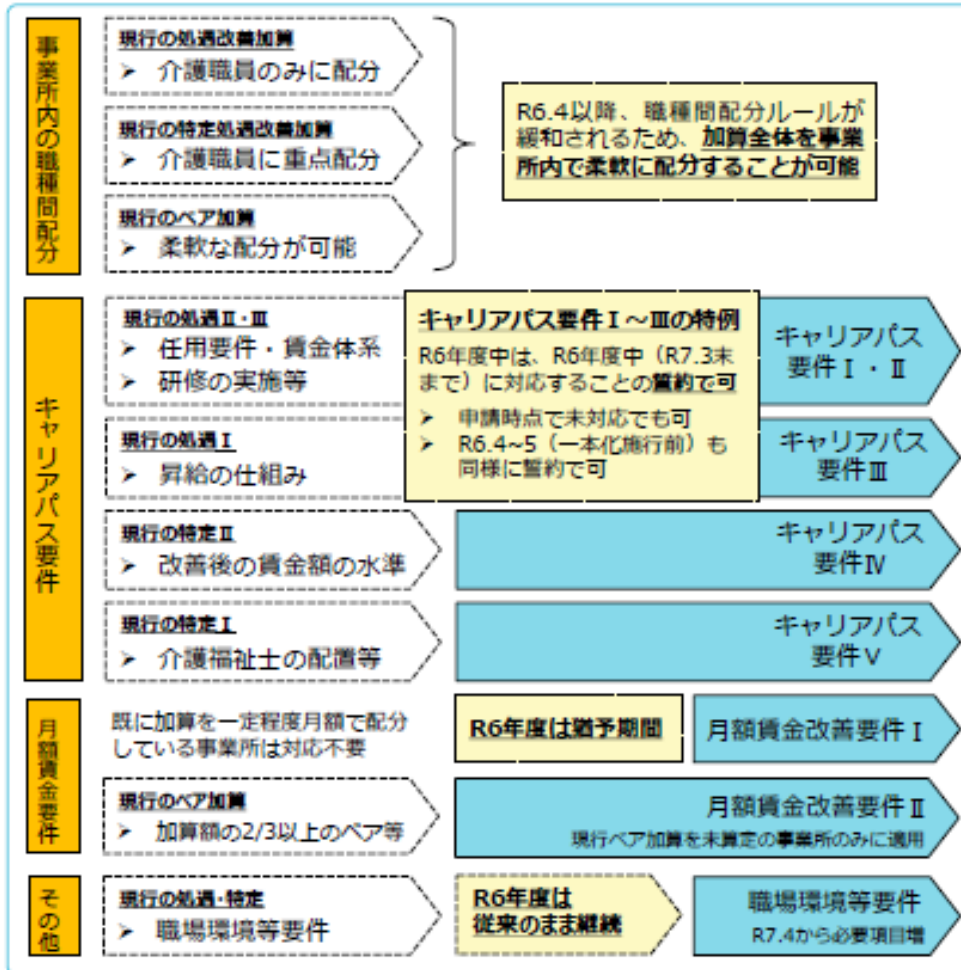 事業所内の職種間配分
現行の処遇改善加算
➤ 介護職員のみに配分
現行の特定処遇改善加算
➤ 介護職員に重点配分
現行のベア加算
➤ 柔軟な配分が可能
R6.4以降、職種間配分ルールが
緩和されるため、加算全体を事業
所内で柔軟に配分することが可能
キャリアパス要件
現行の処遇Ⅱ・Ⅲ
➤ 任用要件・賃金体系
➤ 研修の実施等
キャリアパス要件Ⅰ～Ⅲの特例
R6年度中は、R6年度中（R7.3末
まで）に対応することの誓約で可
➤ 申請時点で未対応でも可
➤ R6.4~5（一本化施行前）も
同様に誓約で可
キャリアパス
要件Ⅰ・Ⅱ
現行の処遇Ⅰ
➤ 昇給の仕組み
キャリアパス
要件Ⅲ
現行の特定Ⅱ
➤ 改善後の賃金額の水準
キャリアパス
要件Ⅳ
現行の特定Ⅰ
➤ 介護福祉士の配置等
キャリアパス
要件Ⅴ
月額賃金要件
既に加算を一定程度月額で配分
している事業所は対応不要
R6年度は猶予期間
月額賃金改善要件Ⅰ
現行のベア加算
➤ 加算額の2/3以上のベア等
月額賃金改善要件Ⅱ
現行ベア加算を未算定の事業所のみに適用
その他
現行の処遇・特定
➤ 職場環境等要件
R6年度は
従来のまま継続
職場環境等要件
R7.4から必要項目増